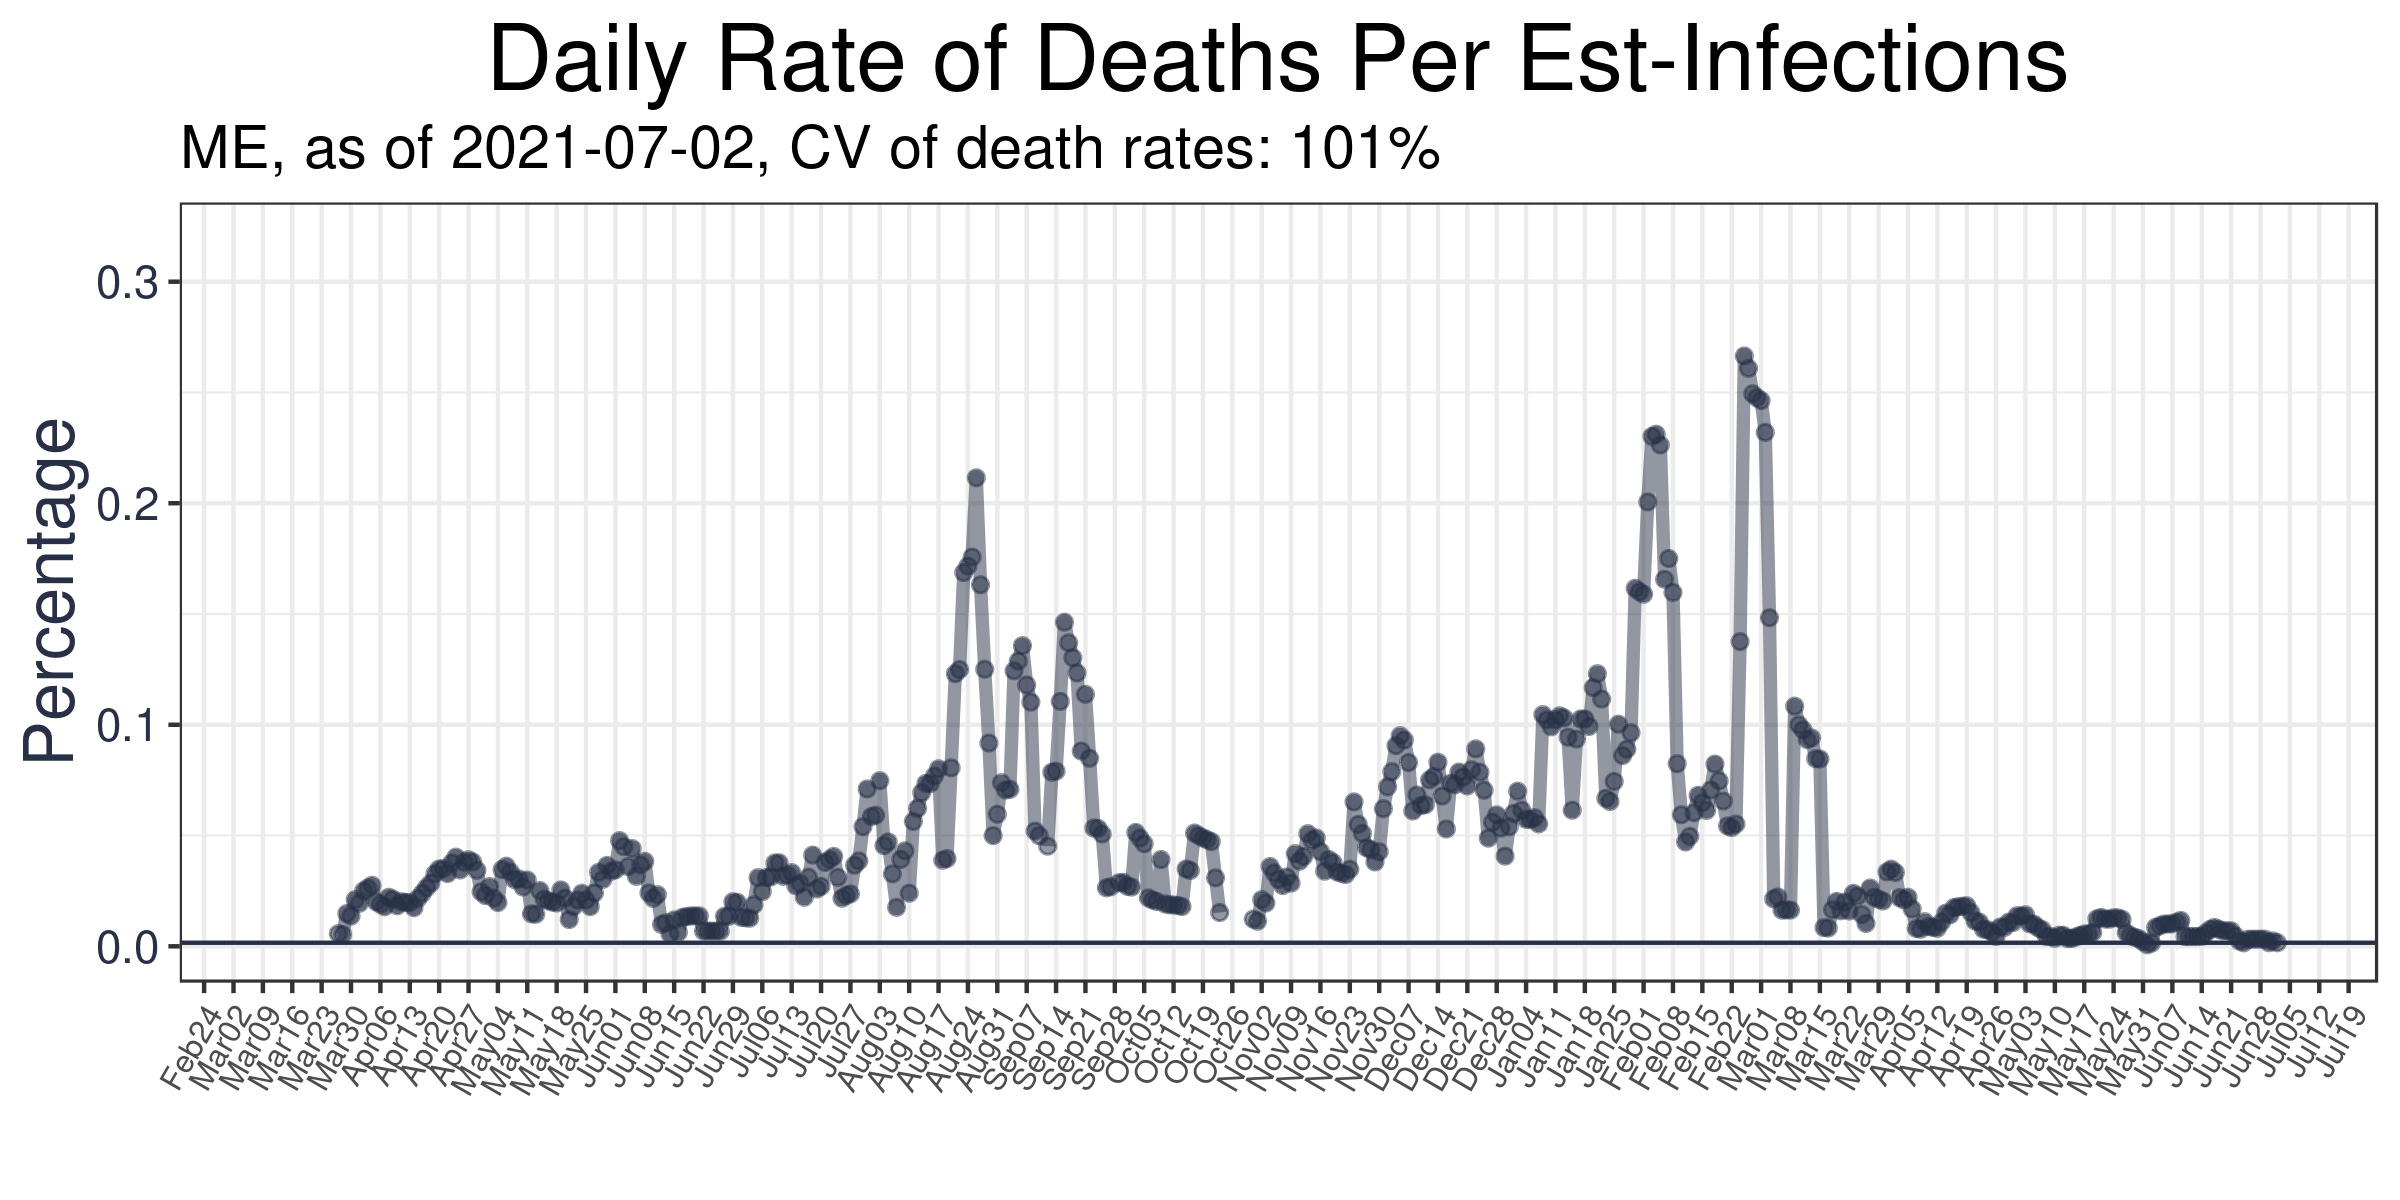 Daily Rate of Deaths Per Est-Infections
ME, as of 2021-07-02, CV of death rates: 101%
Percentage
0.3
0.2
0.1
0.0
Feb24
Mar02
Mar09
Mar16
Mar23
Mar30
Apr06
Apr13
Apr20
Apr27
May04
May11
May18
May25
Jun01
Jun08
Jun15
Jun22
Jun29
Jul06
Jul13
Jul20
Jul27
Aug03
Aug10
Aug17
Aug24
Aug31
Sep07
Sep14
Sep21
Sep28
Oct05
Oct12
Oct19
Oct26
Nov02
Nov09
Nov16
Nov23
Nov30
Dec07
Dec14
Dec21
Dec28
Jan04
Jan11
Jan18
Jan25
Feb01
Feb08
Feb15
Feb22
Mar01
Mar08
Mar15
Mar22
Mar29
Apr05
Apr12
Apr19
Apr26
May03
May10
May17
May24
May31
Jun07
Jun14
Jun21
Jun28
Jul05
Jul12
Jul19